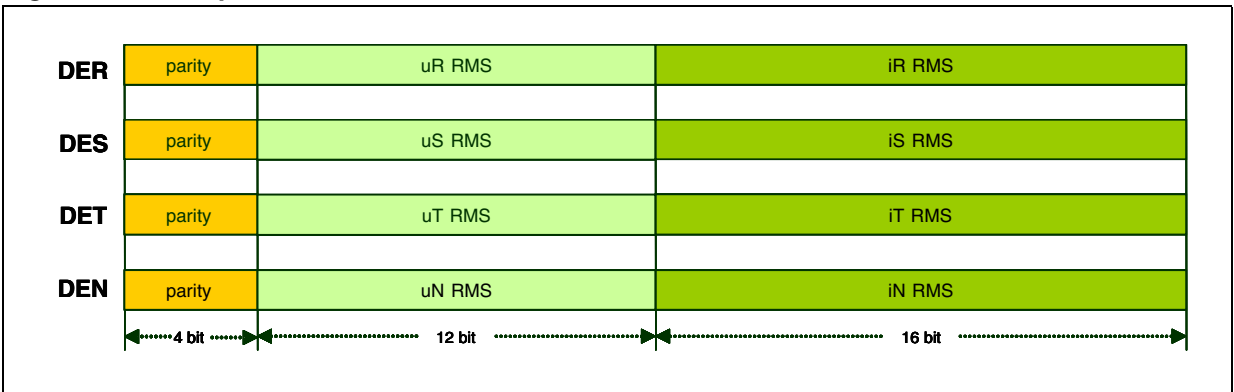 DER parity uR RMS iR RMS
DES parity uS RMS iS RMS
DET parity uT RMS iT RMS
DEN parity uN RMS iN RMS
4 bit 12 bit 16 bit